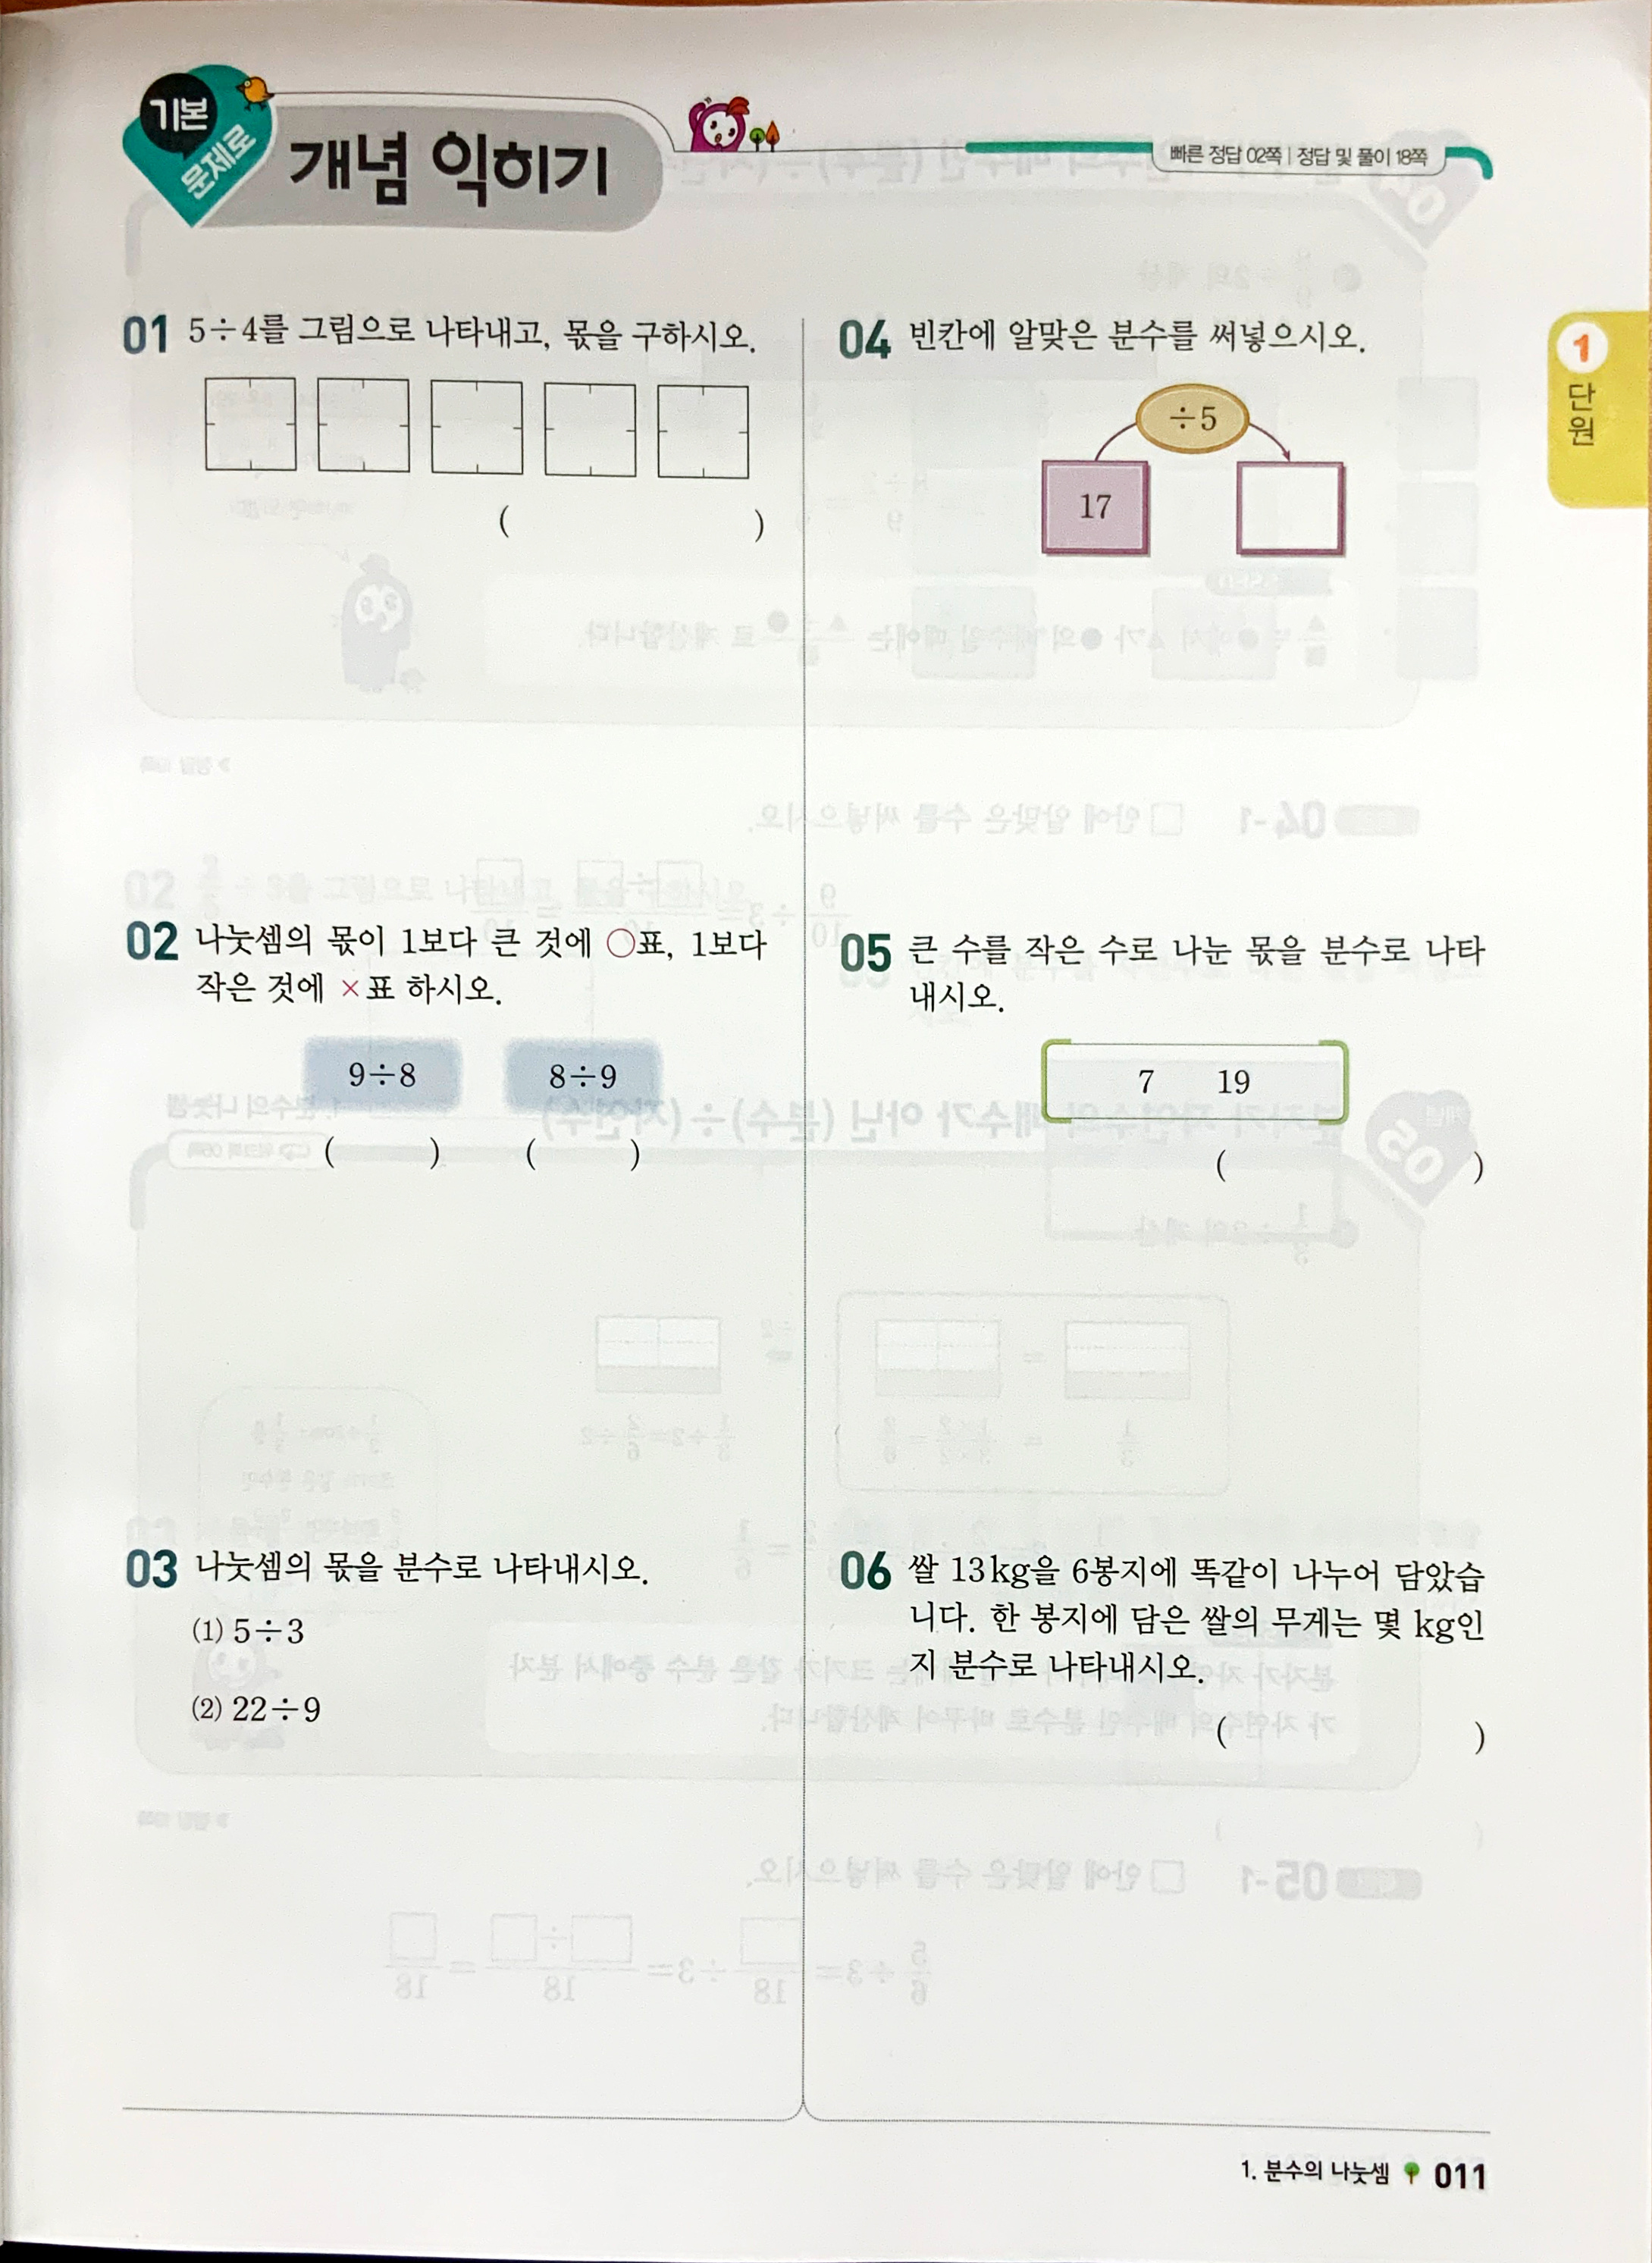 기본
문제로
개념 익히기
빠른 정답 02쪽 | 정답 및 풀이 18쪽
1
단
원
01 5÷4를 그림으로 나타내고, 몫을 구하시오.
( )
02 나눗셈의 몫이 1보다 큰 것에 ○표, 1보다
작은 것에 ×표 하시오.
9÷8 8÷9
( ) ( )
03 나눗셈의 몫을 분수로 나타내시오.
(1) 5÷3
(2) 22÷9
04 빈칸에 알맞은 분수를 써넣으시오.
÷5
17
05 큰 수를 작은 수로 나눈 몫을 분수로 나타
내시오.
7 19
( )
06 쌀 13kg을 6봉지에 똑같이 나누어 담았습
니다. 한 봉지에 담은 쌀의 무게는 몇 kg인
지 분수로 나타내시오.
( )
1. 분수의 나눗셈 011